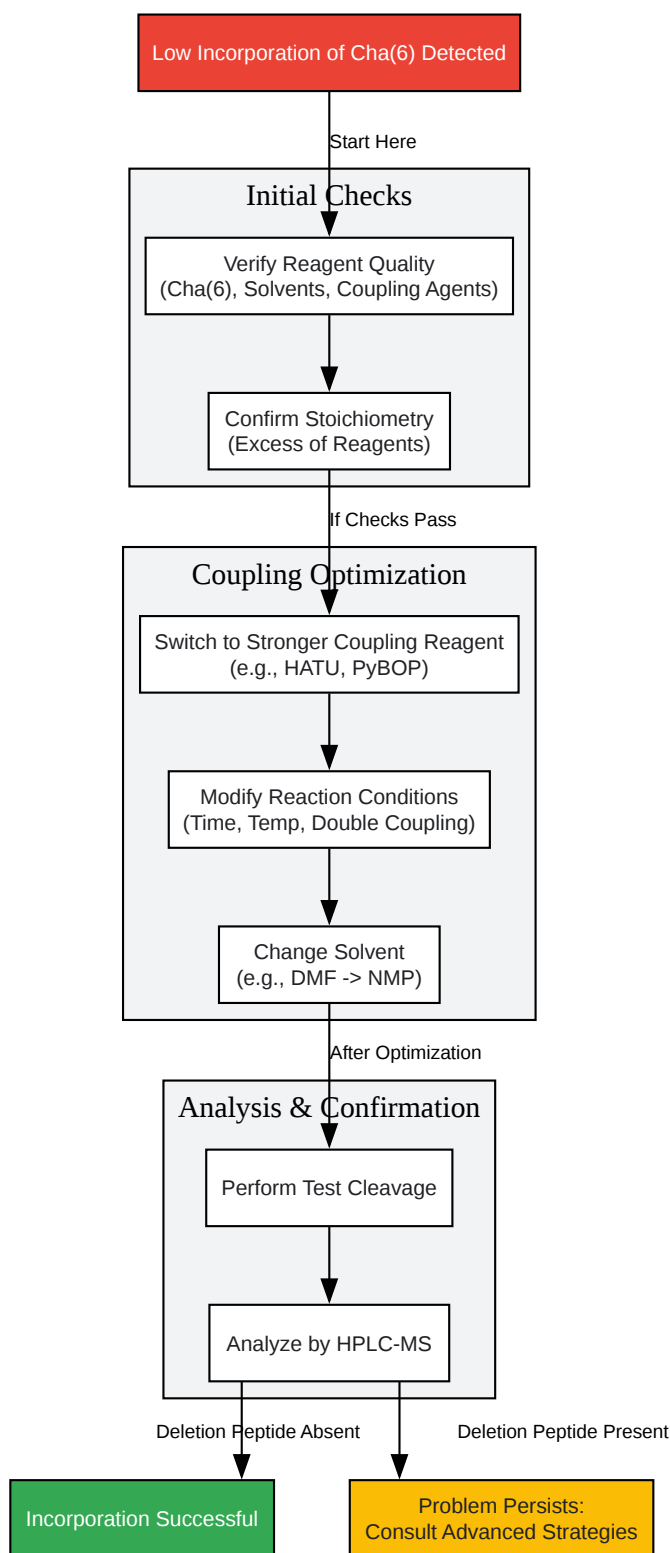 Low Incorporation of Cha(6) Detected
Start Here
Initial Checks
Verify Reagent Quality
(Cha(6), Solvents, Coupling Agents)
Confirm Stoichiometry
(Excess of Reagents)
If Checks Pass
Coupling Optimization
Switch to Stronger Coupling Reagent
(e.g., HATU, PyBOP)
Modify Reaction Conditions
(Time, Temp, Double Coupling)
Change Solvent
(e.g., DMF -> NMP)
After Optimization
Analysis & Confirmation
Perform Test Cleavage
Analyze by HPLC-MS
Deletion Peptide Absent
Deletion Peptide Present
Incorporation Successful
Problem Persists:
Consult Advanced Strategies